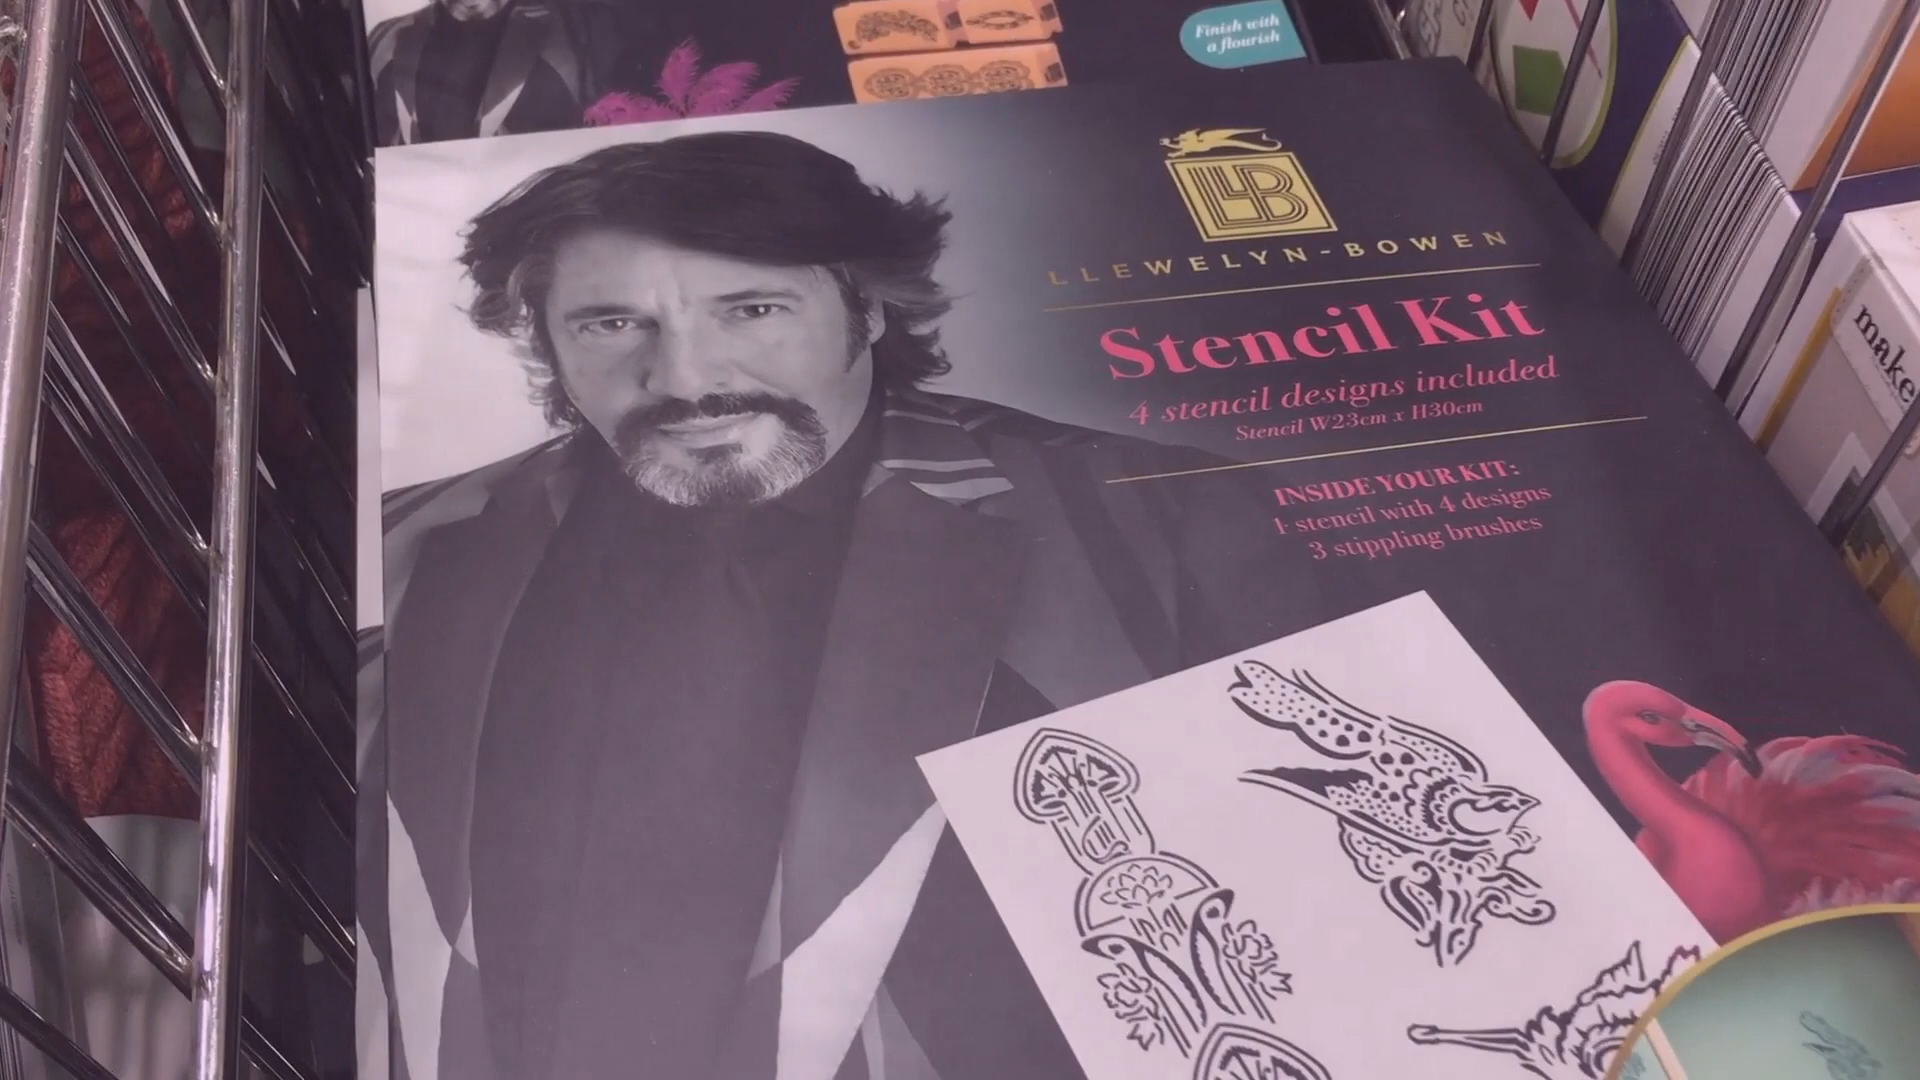 Finish with
a flourish
LLB
LLEWELYN-BOWEN
Stencil Kit
4 stencil designs included
Stencil W23cm x H30cm
INSIDE YOUR KIT:
1 stencil with 4 designs
3 stippling brushes
make